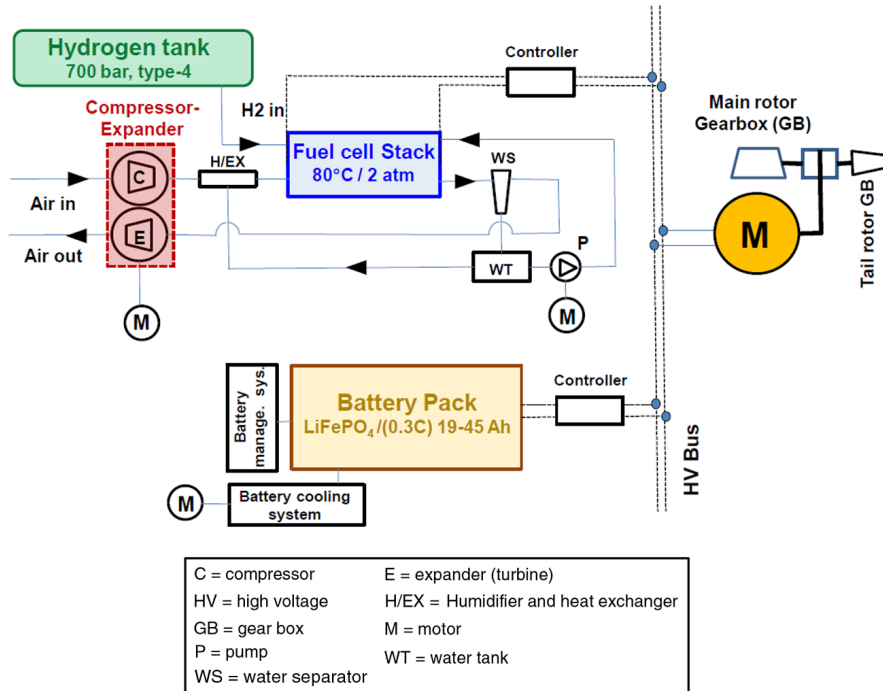 Hydrogen tank
700 bar, type-4
Controller
Compressor-
Expander
H2 in
Main rotor
Gearbox (GB)
Fuel cell Stack
80°C / 2 atm
H/EX
WS
C
Air in
E
Air out
M
WT
P
M
M
Tail rotor GB
Battery
manage. sys.
Battery Pack
LiFePO4 /(0.3C) 19-45 Ah
Controller
HV Bus
M
Battery cooling
system
C = compressor
E = expander (turbine)
HV = high voltage
H/EX = Humidifier and heat exchanger
GB = gear box
M = motor
P = pump
WT = water tank
WS = water separator